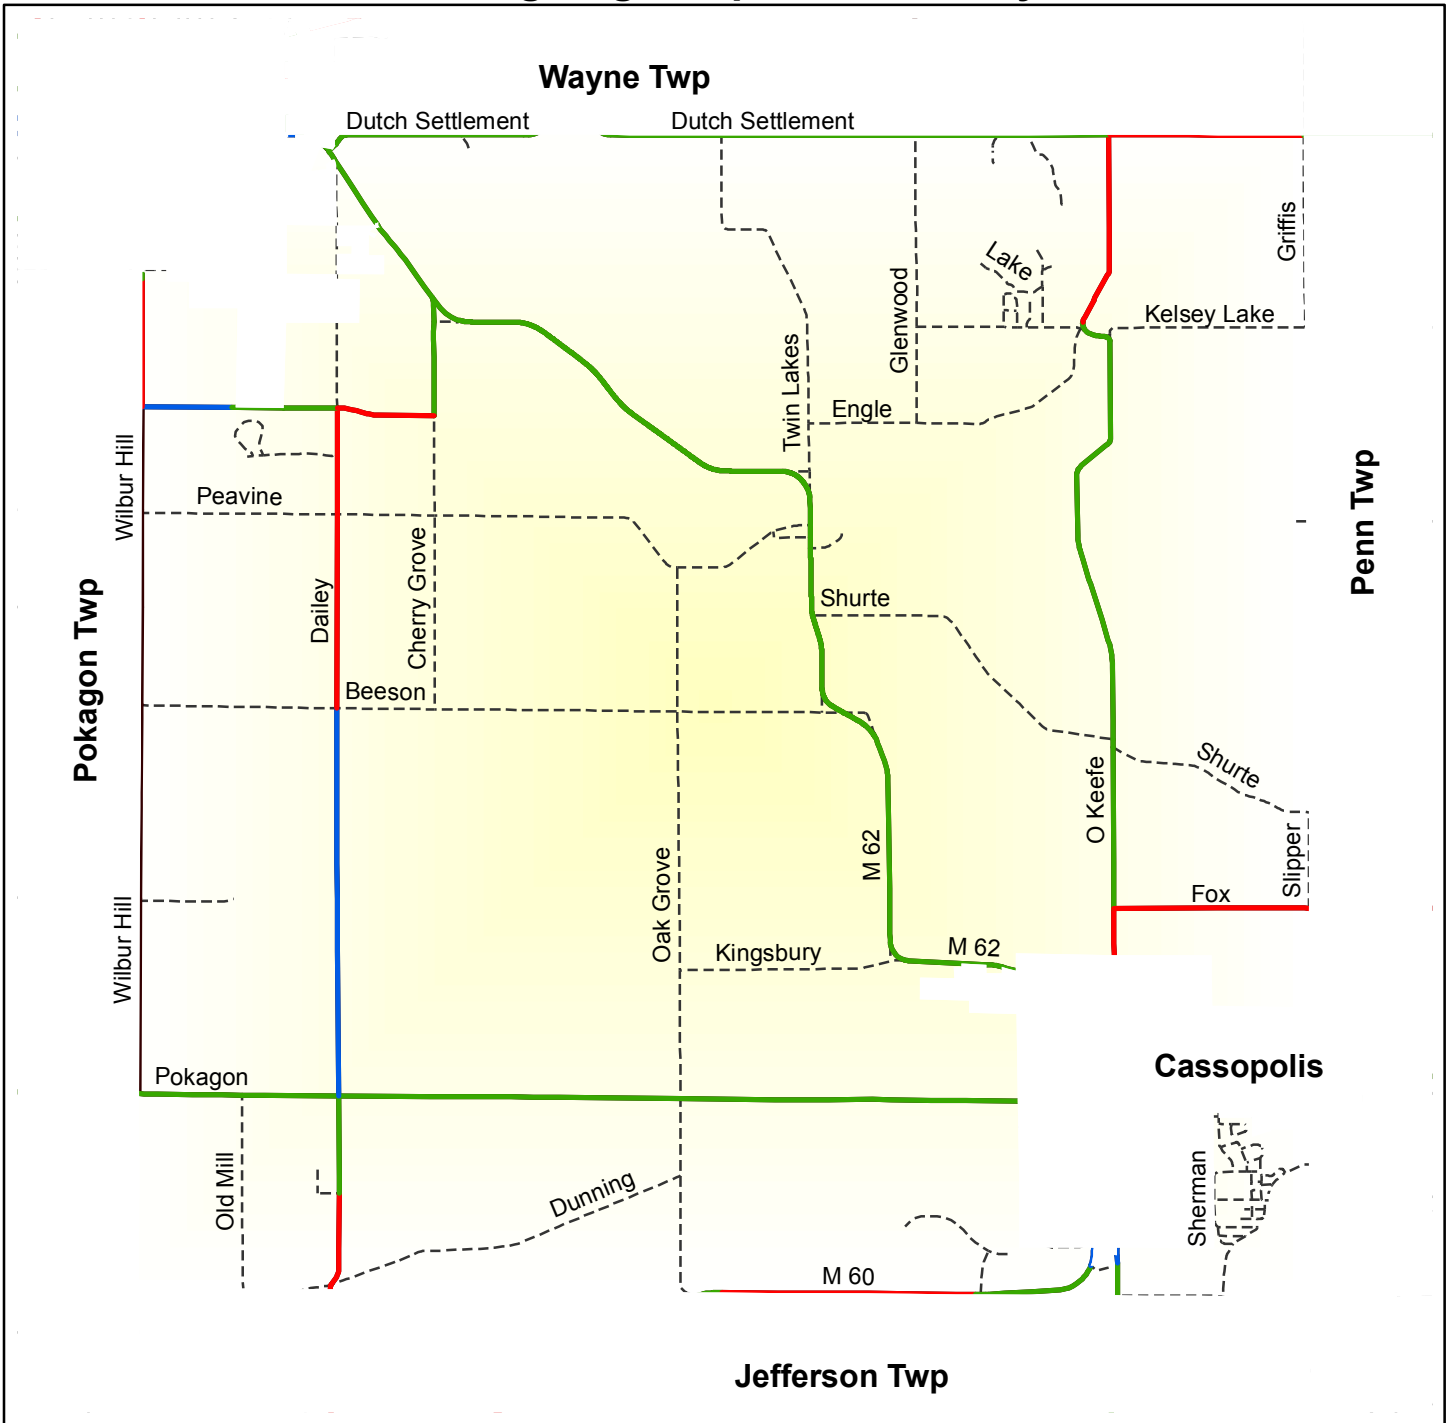 Wayne Twp
Dutch Settlement
Dutch Settlement
Griffis
Lake
Glenwood
Kelsey Lake
Twin Lakes
Engle
Wilbur Hill
Peavine
Penn Twp
Cherry Grove
Dailey
Shurte
Pokagon Twp
Beeson
Shurte
O Keefe
M 62
Slipper
Oak Grove
Fox
Wilbur Hill
Kingsbury
M 62
Pokagon
Cassopolis
Old Mill
Dunning
Sherman
M 60
Jefferson Twp